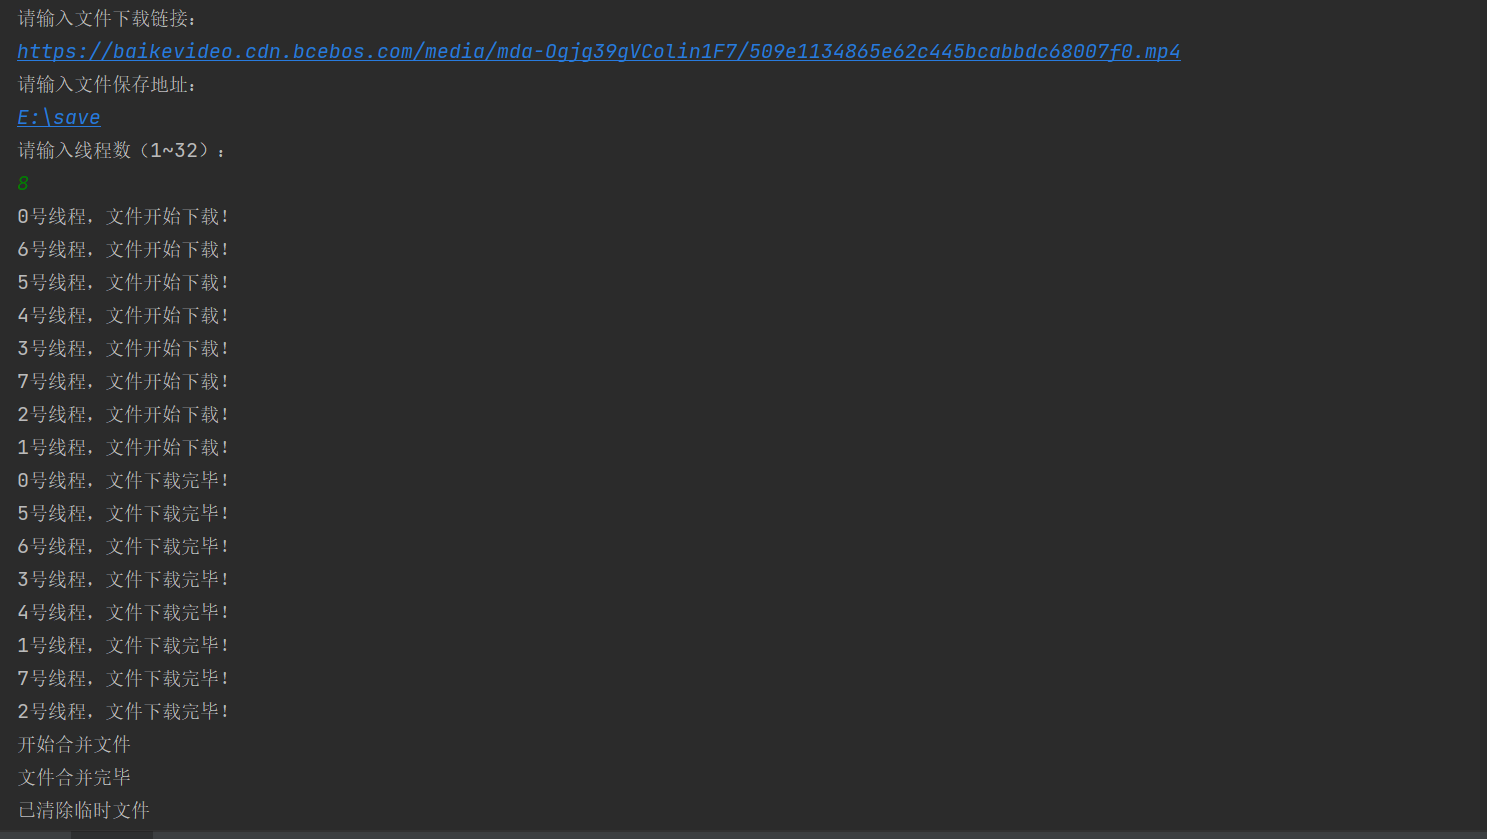 请输入文件下载链接：
https://baikevideo.cdn.bcebos.com/media/mda-Ogjg39gVColin1F7/509e1134865e62c445bcabbdc68007f0.mp4
请输入文件保存地址：
E:\save
请输入线程数（1~32）：
8
0号线程，文件开始下载！
6号线程，文件开始下载！
5号线程，文件开始下载！
4号线程，文件开始下载！
3号线程，文件开始下载！
7号线程，文件开始下载！
2号线程，文件开始下载！
1号线程，文件开始下载！
0号线程，文件下载完毕！
5号线程，文件下载完毕！
6号线程，文件下载完毕！
3号线程，文件下载完毕！
4号线程，文件下载完毕！
1号线程，文件下载完毕！
7号线程，文件下载完毕！
2号线程，文件下载完毕！
开始合并文件
文件合并完毕
已清除临时文件